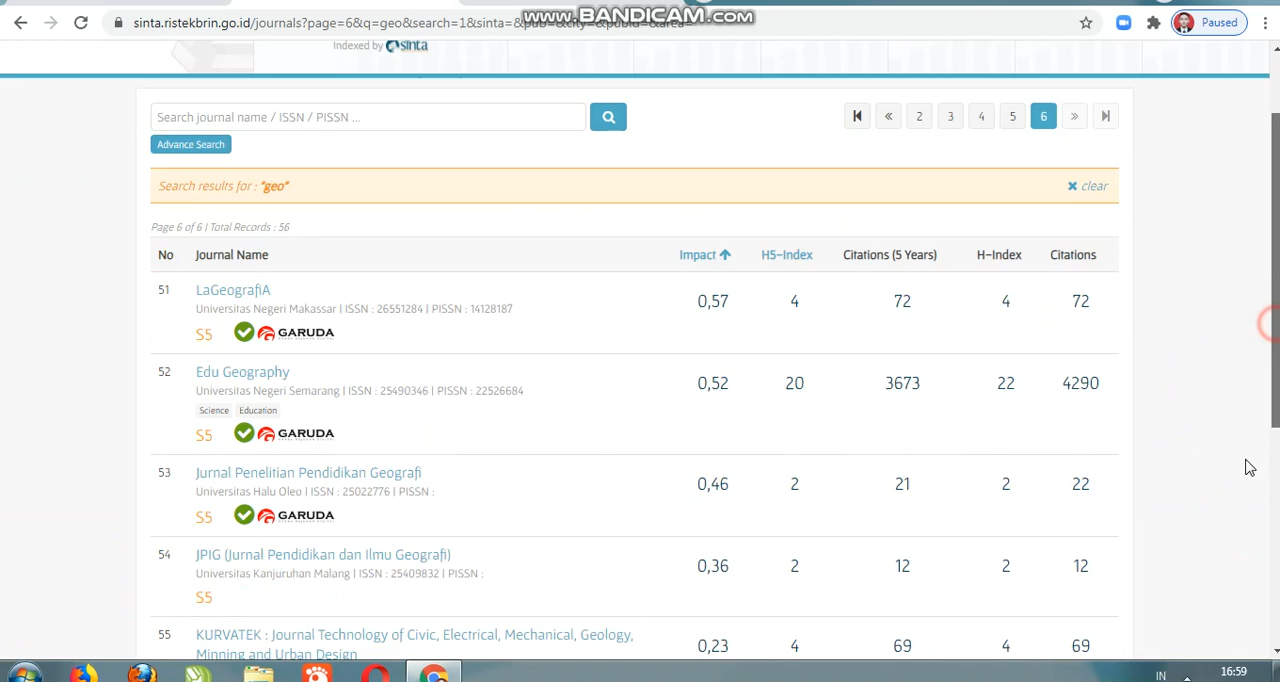 sinta.ristekbrin.go.id/journals?page=6&q=geo&search=1&sinta=&pub=&city=&pubid=&area=
www.BANDICAM.com
Paused
Indexed by sinta
Search journal name / ISSN / PISSN ...
« 2 3 4 5 6 »
Advance Search
Search results for : "geo"
clear
Page 6 of 6 | Total Records : 56
No Journal Name Impact H5-Index Citations (5 Years) H-Index Citations
51 LaGeografiA
Universitas Negeri Makassar | ISSN : 26551284 | PISSN : 14128187
0,57 4 72 4 72
S5 GARUDA
52 Edu Geography
Universitas Negeri Semarang | ISSN : 25490346 | PISSN : 22526684
0,52 20 3673 22 4290
Science Education
S5 GARUDA
53 Jurnal Penelitian Pendidikan Geografi
Universitas Halu Oleo | ISSN : 25022776 | PISSN :
0,46 2 21 2 22
S5 GARUDA
54 JPIG (Jurnal Pendidikan dan Ilmu Geografi)
Universitas Kanjuruhan Malang | ISSN : 25409832 | PISSN :
0,36 2 12 2 12
S5
55 KURVATEK : Journal Technology of Civic, Electrical, Mechanical, Geology,
Minning and Urban Design
0,23 4 69 4 69
IN 16:59